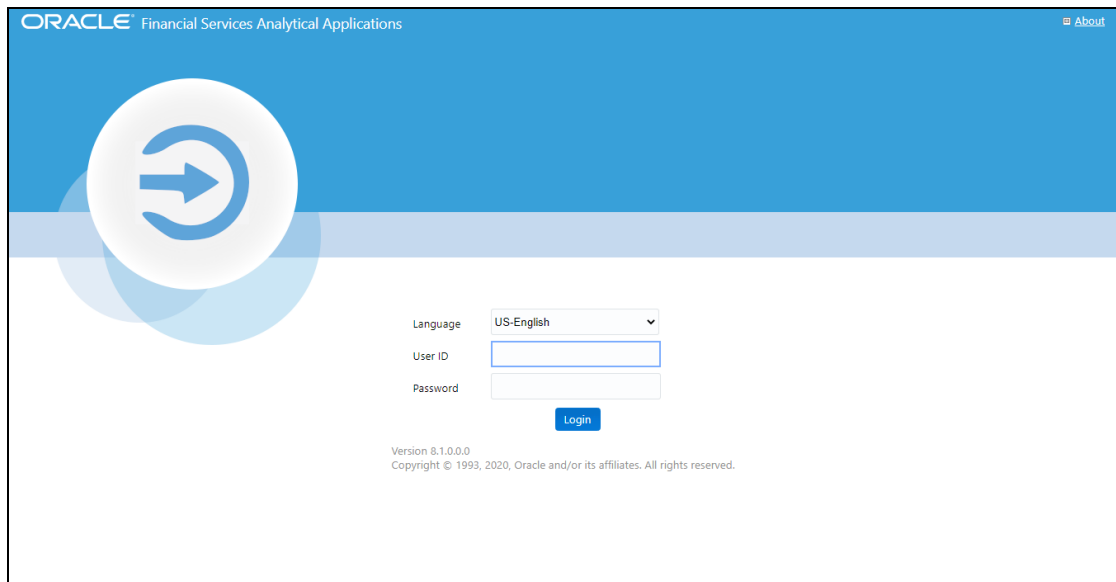 ORACLE® Financial Services Analytical Applications
About
Language US-English
User ID
Password
Login
Version 8.1.0.0.0
Copyright © 1993, 2020, Oracle and/or its affiliates. All rights reserved.